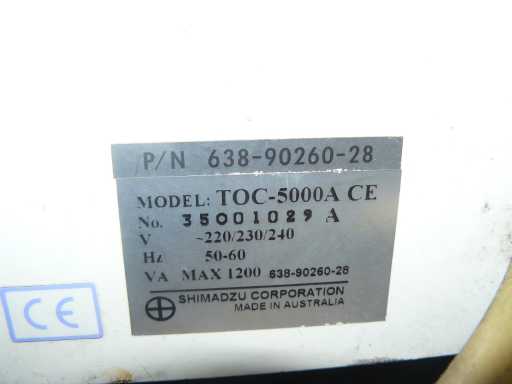 P/N 638-90260-28
MODEL: TOC-5000A CE
No. 35001029 A
V ~220/230/240
Hz 50-60
VA MAX 1200 638-90260-28
SHIMADZU CORPORATION
MADE IN AUSTRALIA
CE